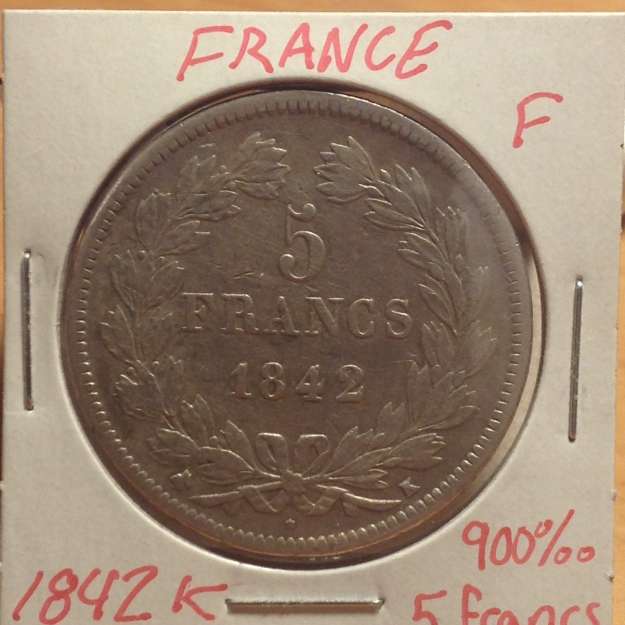 FRANCE
F
5
FRANCS
1842
K
900‰
1842 K
5 francs